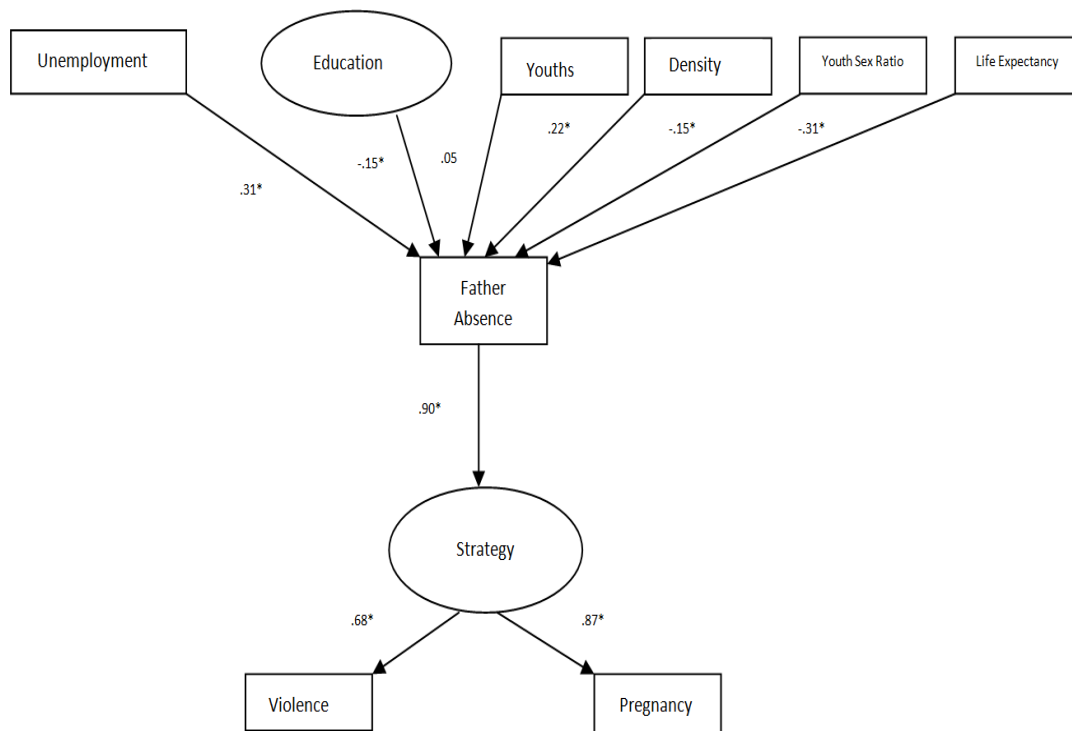 Unemployment
Education
Youths
Density
Youth Sex Ratio
Life Expectancy
.31*
-.15*
.05
.22*
-.15*
-.31*
Father
Absence
.90*
Strategy
.68*
.87*
Violence
Pregnancy